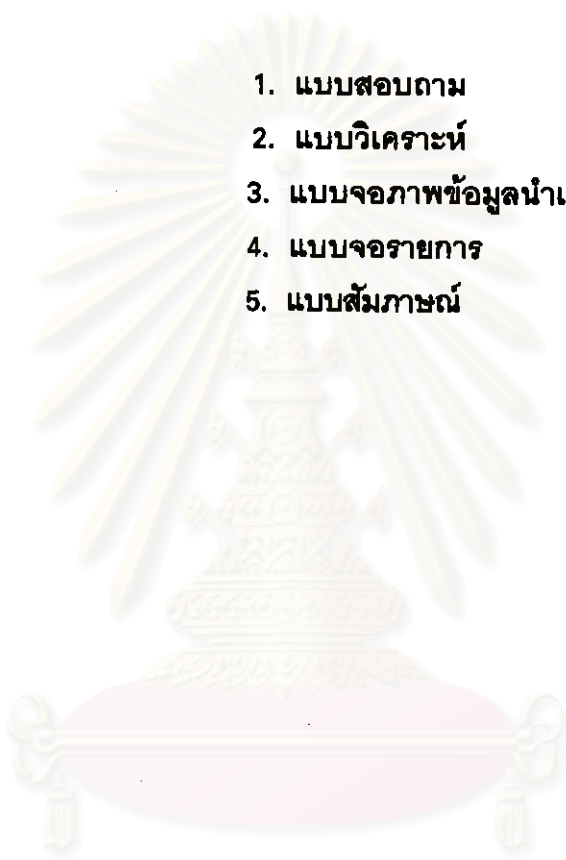 1. แบบสอบถาม
2. แบบวิเคราะห์
3. แบบจอภาพข้อมูลนำเ
4. แบบจอรายการ
5. แบบสัมภาษณ์